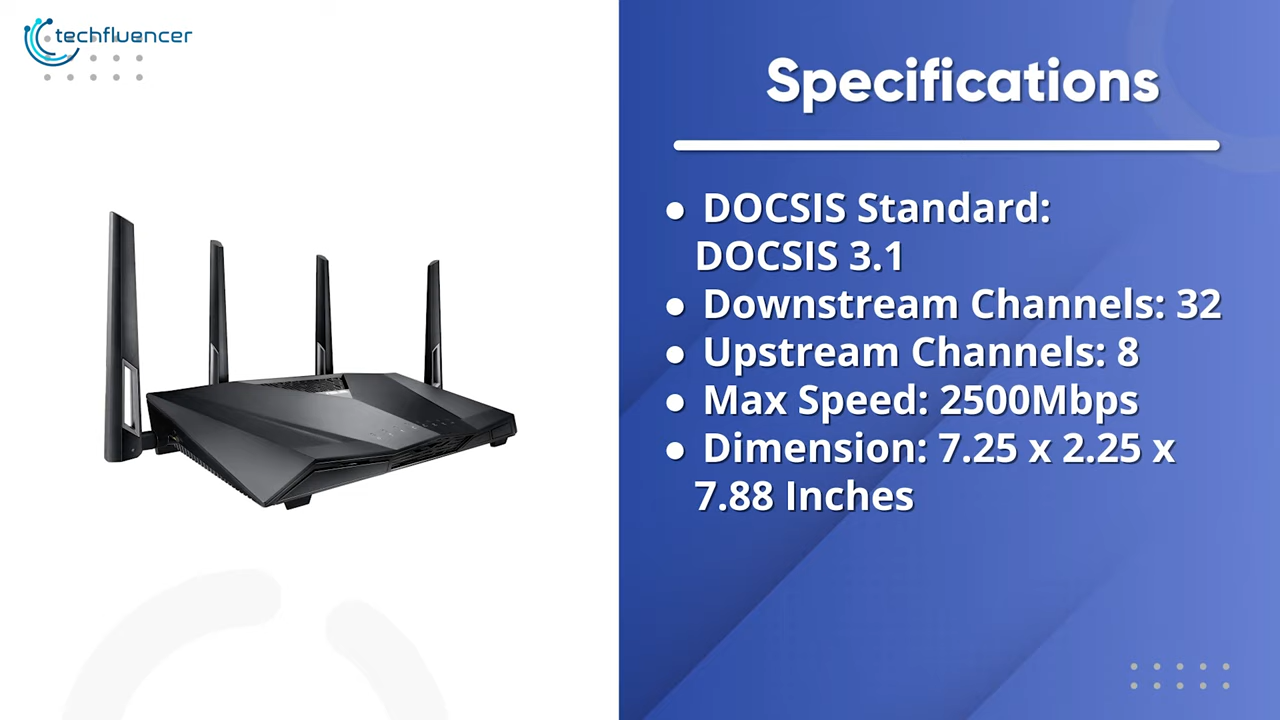 techfluencer
Specifications
● DOCSIS Standard:
DOCSIS 3.1
● Downstream Channels: 32
● Upstream Channels: 8
● Max Speed: 2500Mbps
● Dimension: 7.25 x 2.25 x
7.88 Inches